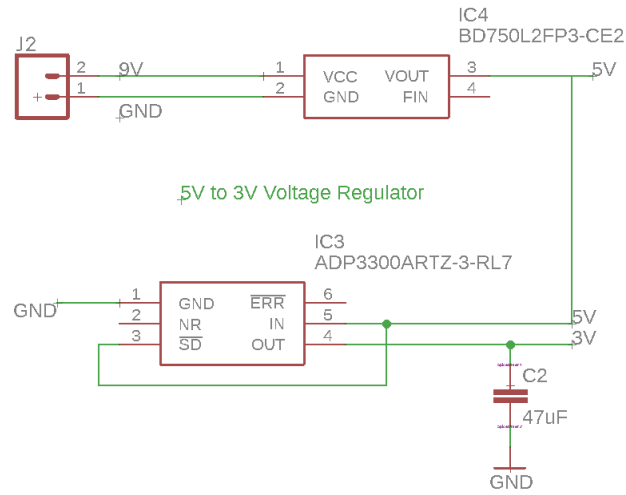 IC4
BD750L2FP3-CE2
J2
2 9V 1 VCC VOUT 3 5V
+ 1 GND 2 GND FIN 4
5V to 3V Voltage Regulator
IC3
ADP3300ARTZ-3-RL7
GND 1 GND ERR 6
2 NR IN 5 5V
3 SD OUT 4 3V
C2
47uF
GND